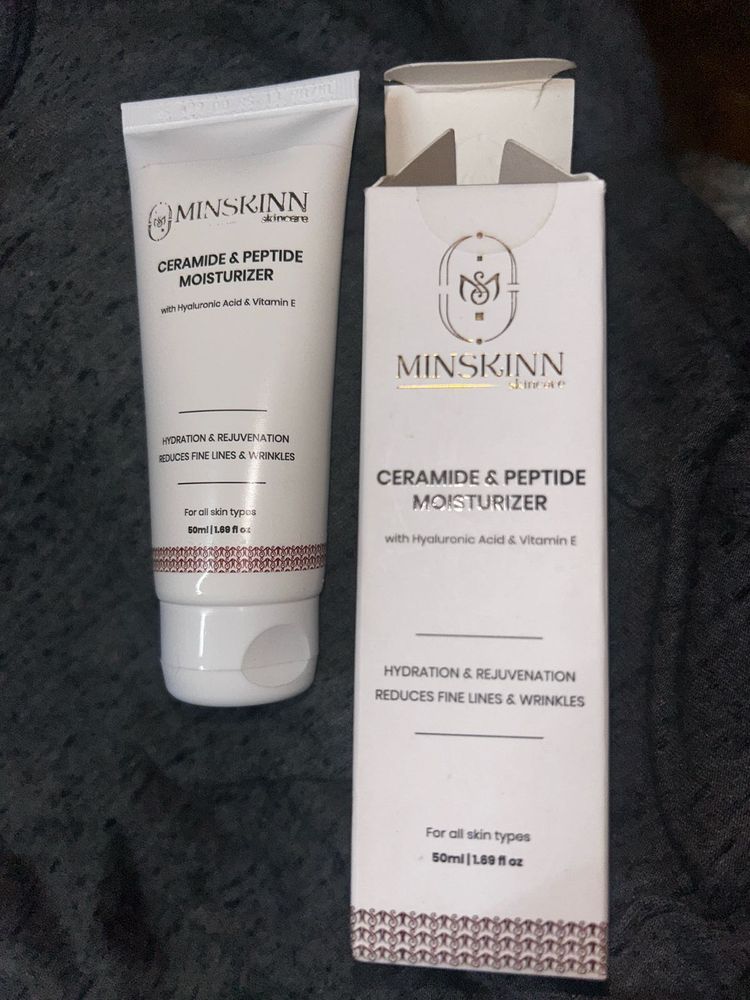 MINSKINN
skincare
CERAMIDE & PEPTIDE
MOISTURIZER
with Hyaluronic Acid & Vitamin E
HYDRATION & REJUVENATION
REDUCES FINE LINES & WRINKLES
For all skin types
50ml | 1.69 fl oz
MINSKINN
skincare
CERAMIDE & PEPTIDE
MOISTURIZER
with Hyaluronic Acid & Vitamin E
HYDRATION & REJUVENATION
REDUCES FINE LINES & WRINKLES
For all skin types
50ml | 1.69 fl oz